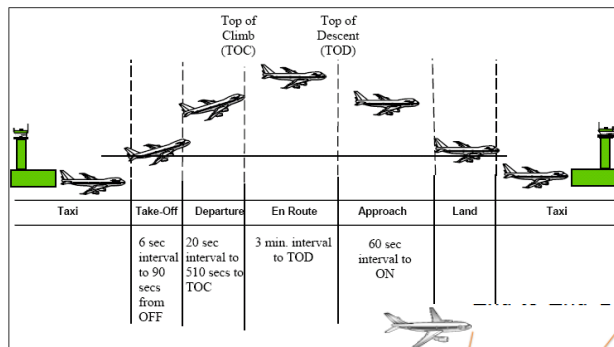 Top of
Climb
(TOC)
Top of
Descent
(TOD)
Taxi
Take-Off
Departure
En Route
Approach
Land
Taxi
6 sec
interval
to 90
secs
from
OFF
20 sec
interval to
510 secs to
TOC
3 min. interval
to TOD
60 sec
interval to
ON